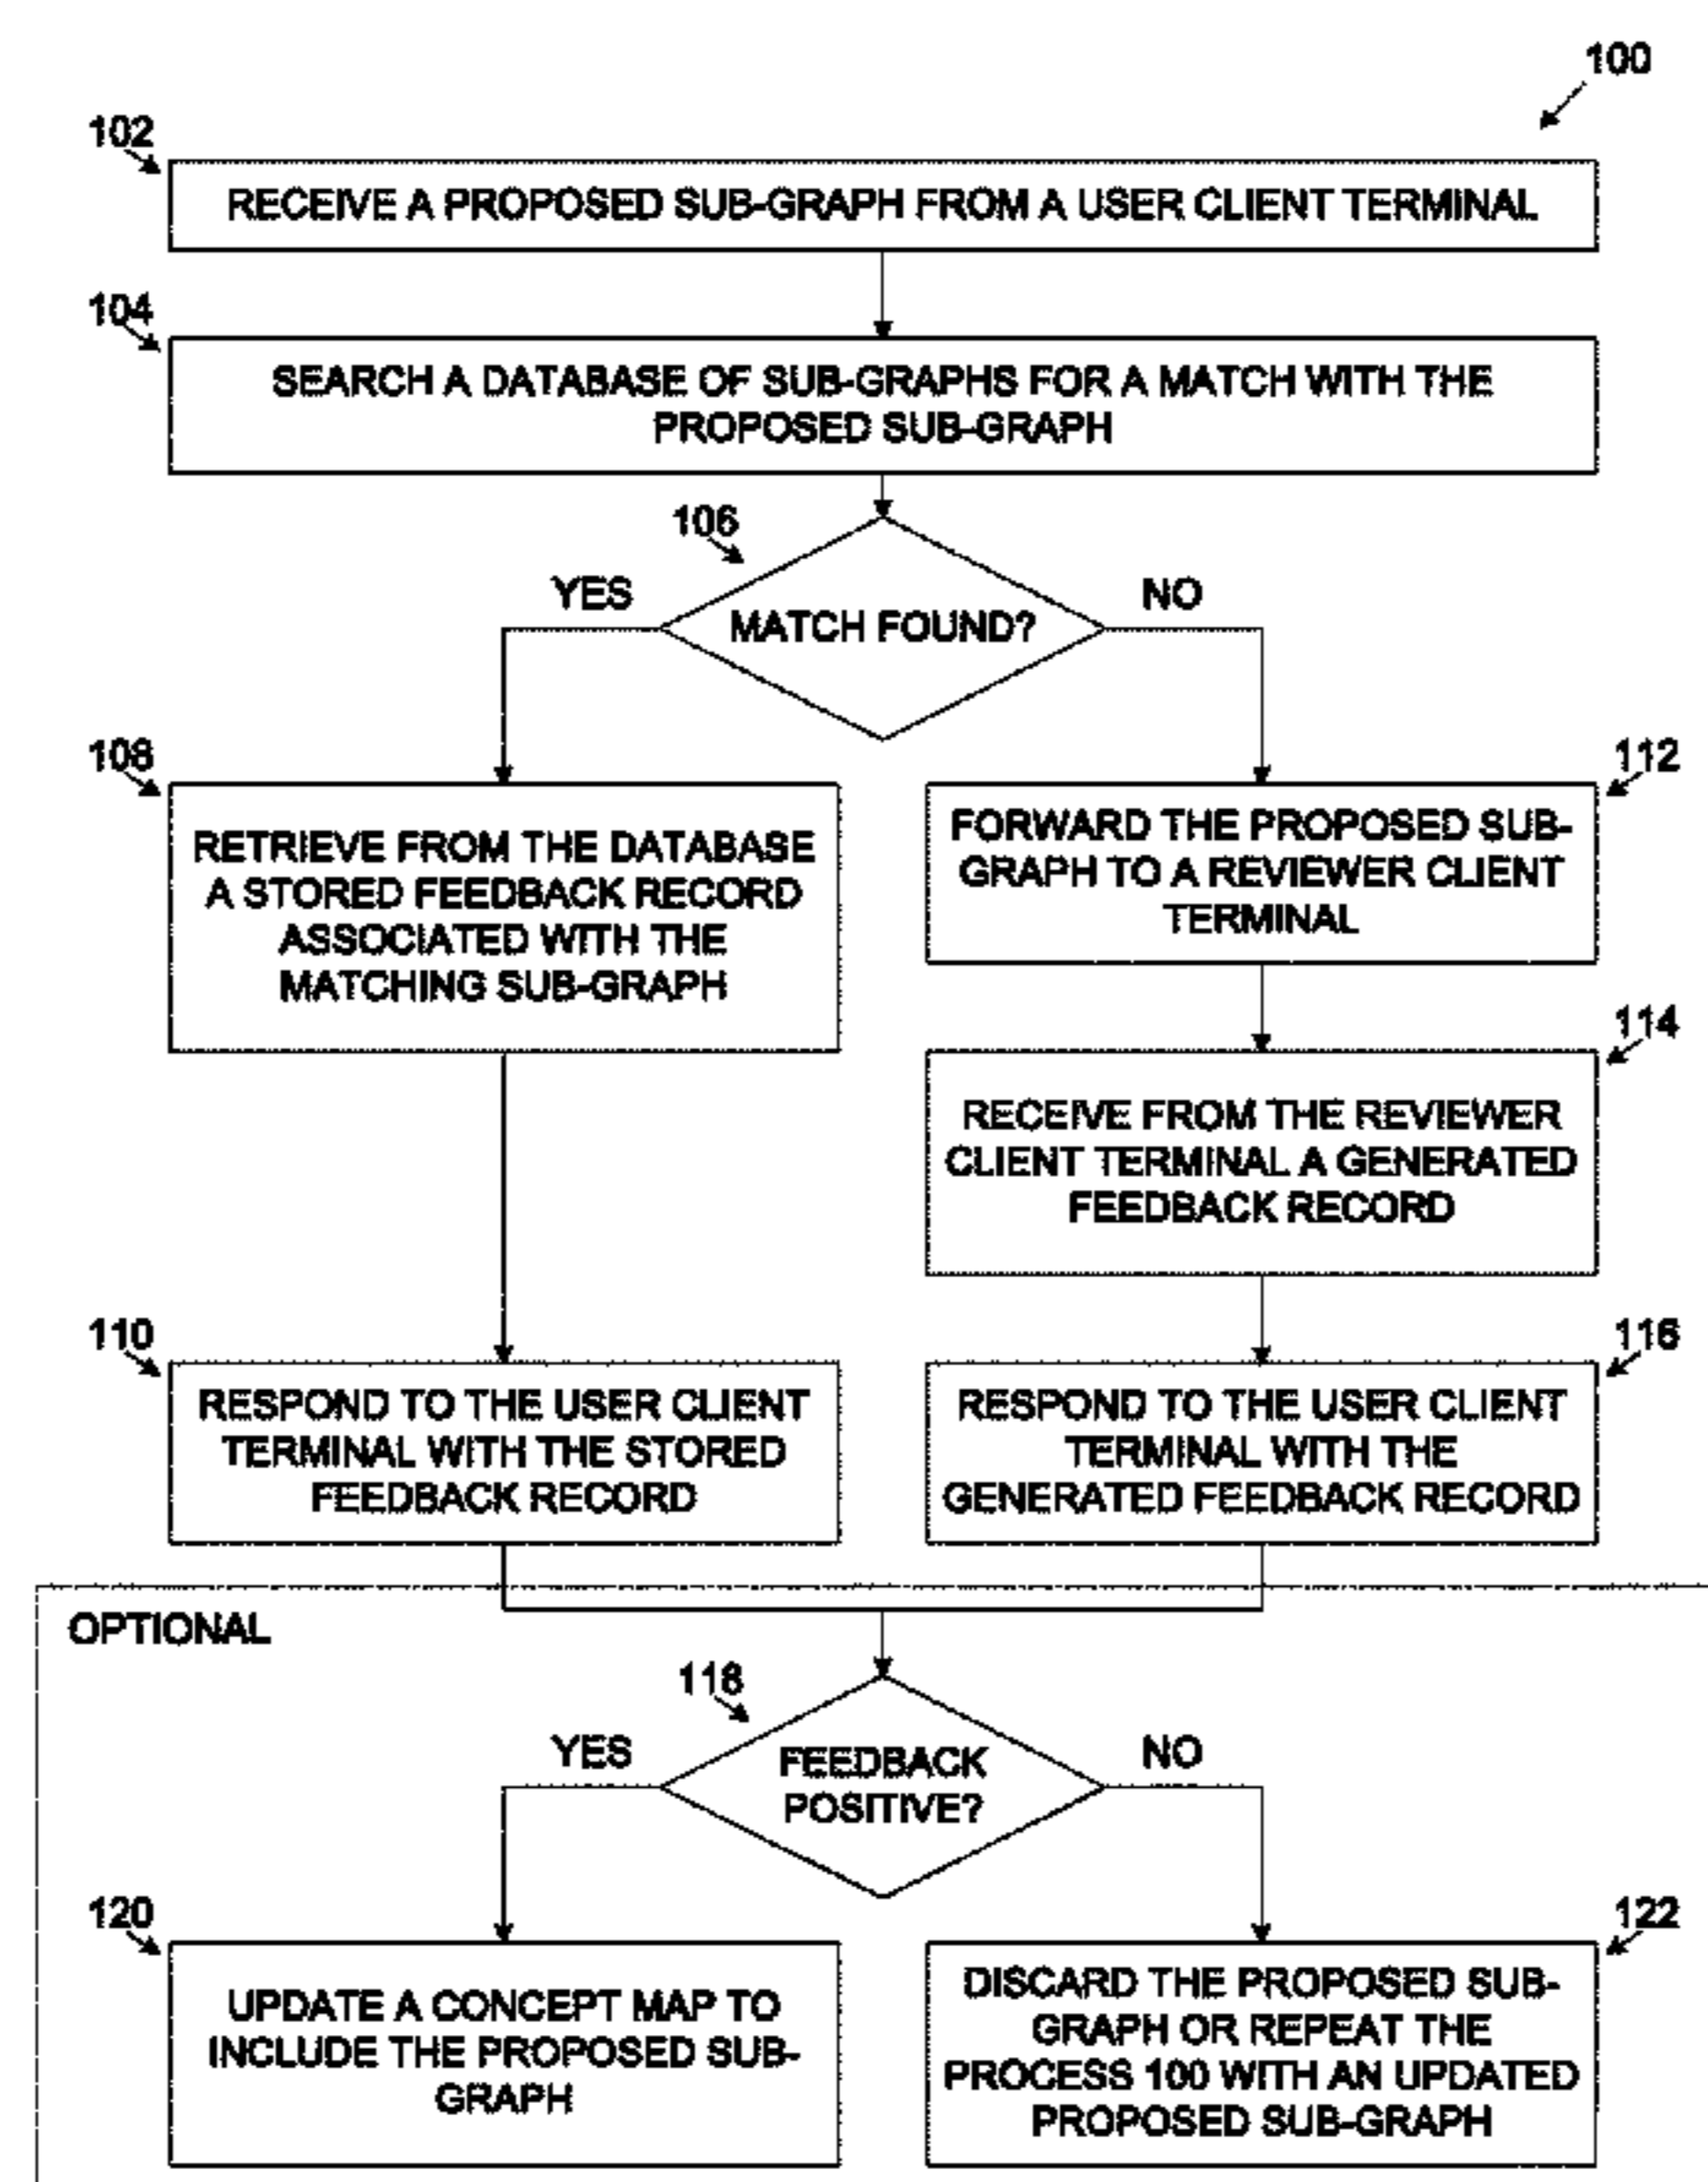 100
102
RECEIVE A PROPOSED SUB-GRAPH FROM A USER CLIENT TERMINAL
104
SEARCH A DATABASE OF SUB-GRAPHS FOR A MATCH WITH THE
PROPOSED SUB-GRAPH
106
YES
NO
MATCH FOUND?
108
RETRIEVE FROM THE DATABASE
A STORED FEEDBACK RECORD
ASSOCIATED WITH THE
MATCHING SUB-GRAPH
112
FORWARD THE PROPOSED SUB-
GRAPH TO A REVIEWER CLIENT
TERMINAL
114
RECEIVE FROM THE REVIEWER
CLIENT TERMINAL A GENERATED
FEEDBACK RECORD
110
RESPOND TO THE USER CLIENT
TERMINAL WITH THE STORED
FEEDBACK RECORD
116
RESPOND TO THE USER CLIENT
TERMINAL WITH THE
GENERATED FEEDBACK RECORD
OPTIONAL
118
YES
NO
FEEDBACK
POSITIVE?
120
UPDATE A CONCEPT MAP TO
INCLUDE THE PROPOSED SUB-
GRAPH
122
DISCARD THE PROPOSED SUB-
GRAPH OR REPEAT THE
PROCESS 100 WITH AN UPDATED
PROPOSED SUB-GRAPH